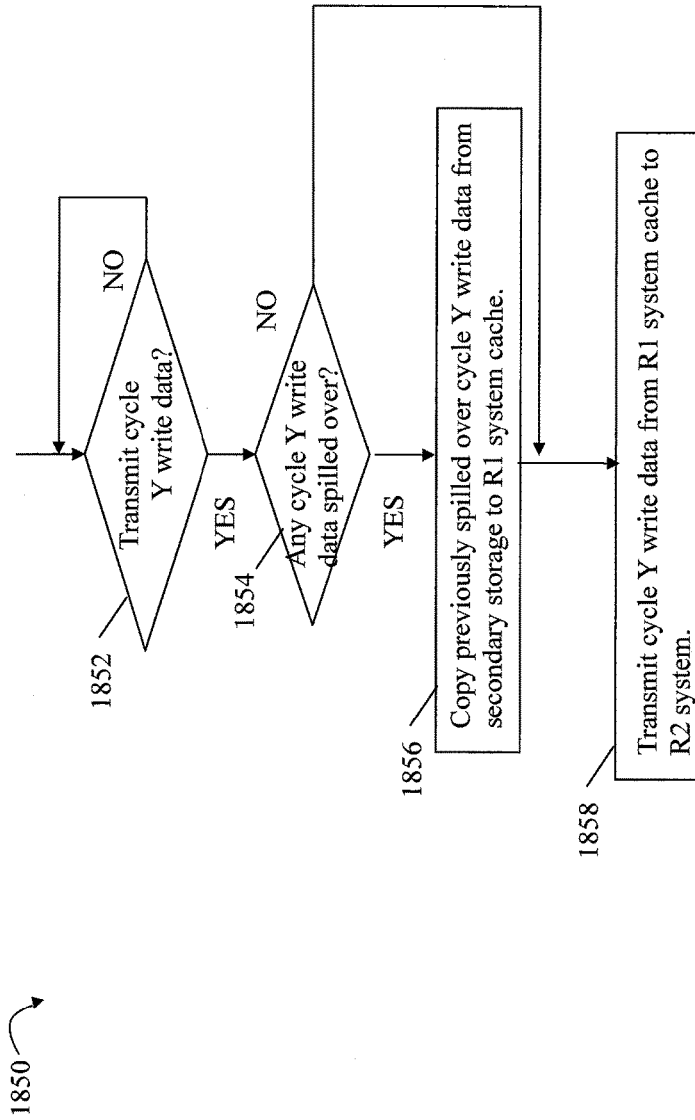 1850
1852
Transmit cycle
Y write data?
NO
YES
1854
Any cycle Y write
data spilled over?
NO
YES
1856
Copy previously spilled over cycle Y write data from
secondary storage to R1 system cache.
1858
Transmit cycle Y write data from R1 system cache to
R2 system.